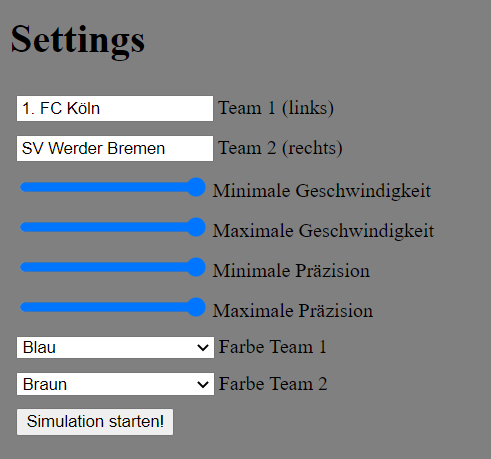 Settings
1. FC Köln Team 1 (links)
SV Werder Bremen Team 2 (rechts)
Minimale Geschwindigkeit
Maximale Geschwindigkeit
Minimale Präzision
Maximale Präzision
Blau Farbe Team 1
Braun Farbe Team 2
Simulation starten!